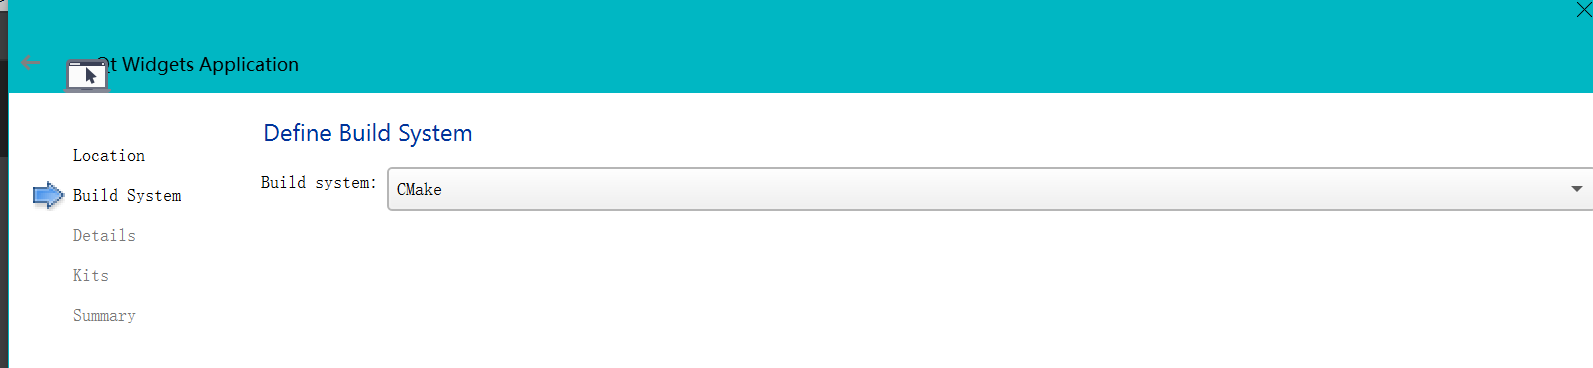 Qt Widgets Application
Location
Build System
Details
Kits
Summary
Define Build System
Build system:
CMake